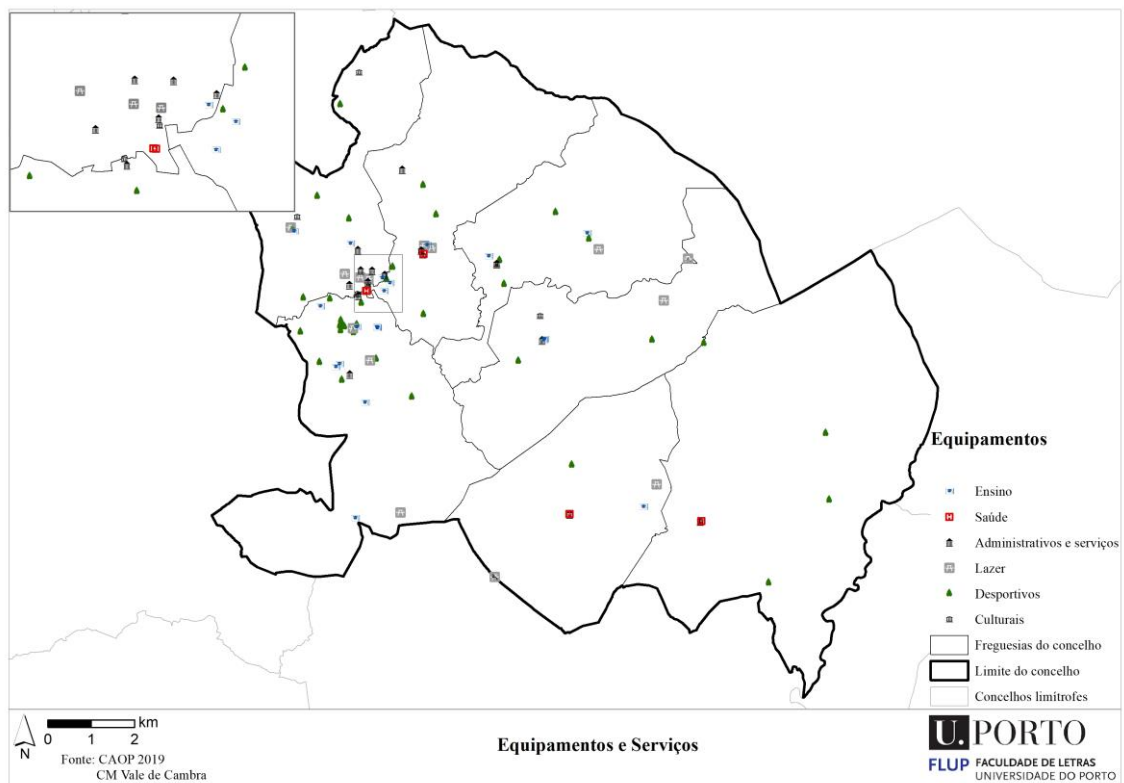 Equipamentos
Ensino
Saúde
Administrativos e serviços
Lazer
Desportivos
Culturais
Freguesias do concelho
Limite do concelho
Concelhos limítrofes
N
0 1 2 km
Fonte: CAOP 2019
CM Vale de Cambra
Equipamentos e Serviços
U.PORTO
FLUP FACULDADE DE LETRAS
UNIVERSIDADE DO PORTO